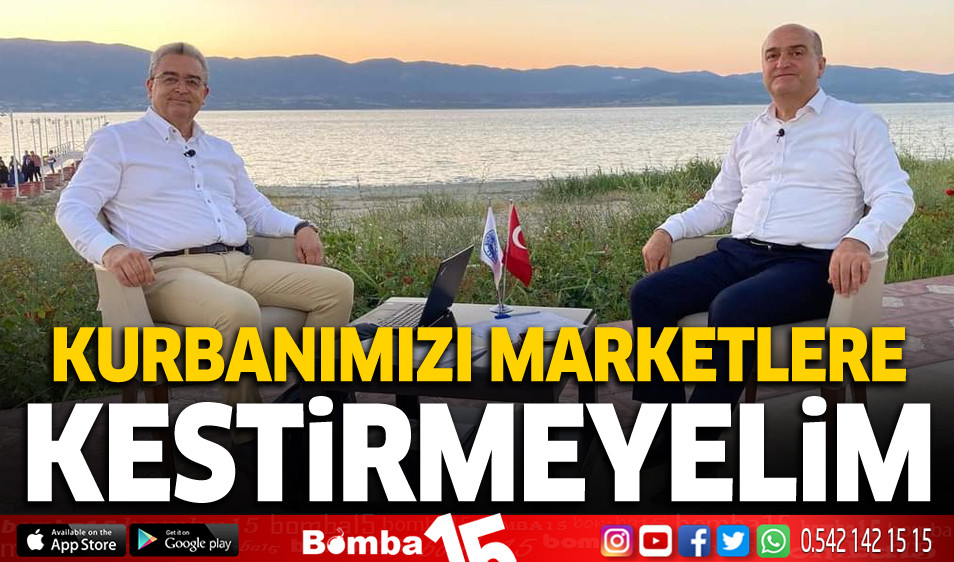 KURBANIMIZI MARKETLERE
KESTİRMEYELİM
Available on the App Store
Get it on Google play
Bomba 15
0.542 142 15 15